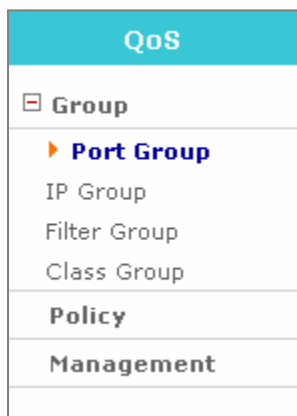 QoS
Group
Port Group
IP Group
Filter Group
Class Group
Policy
Management